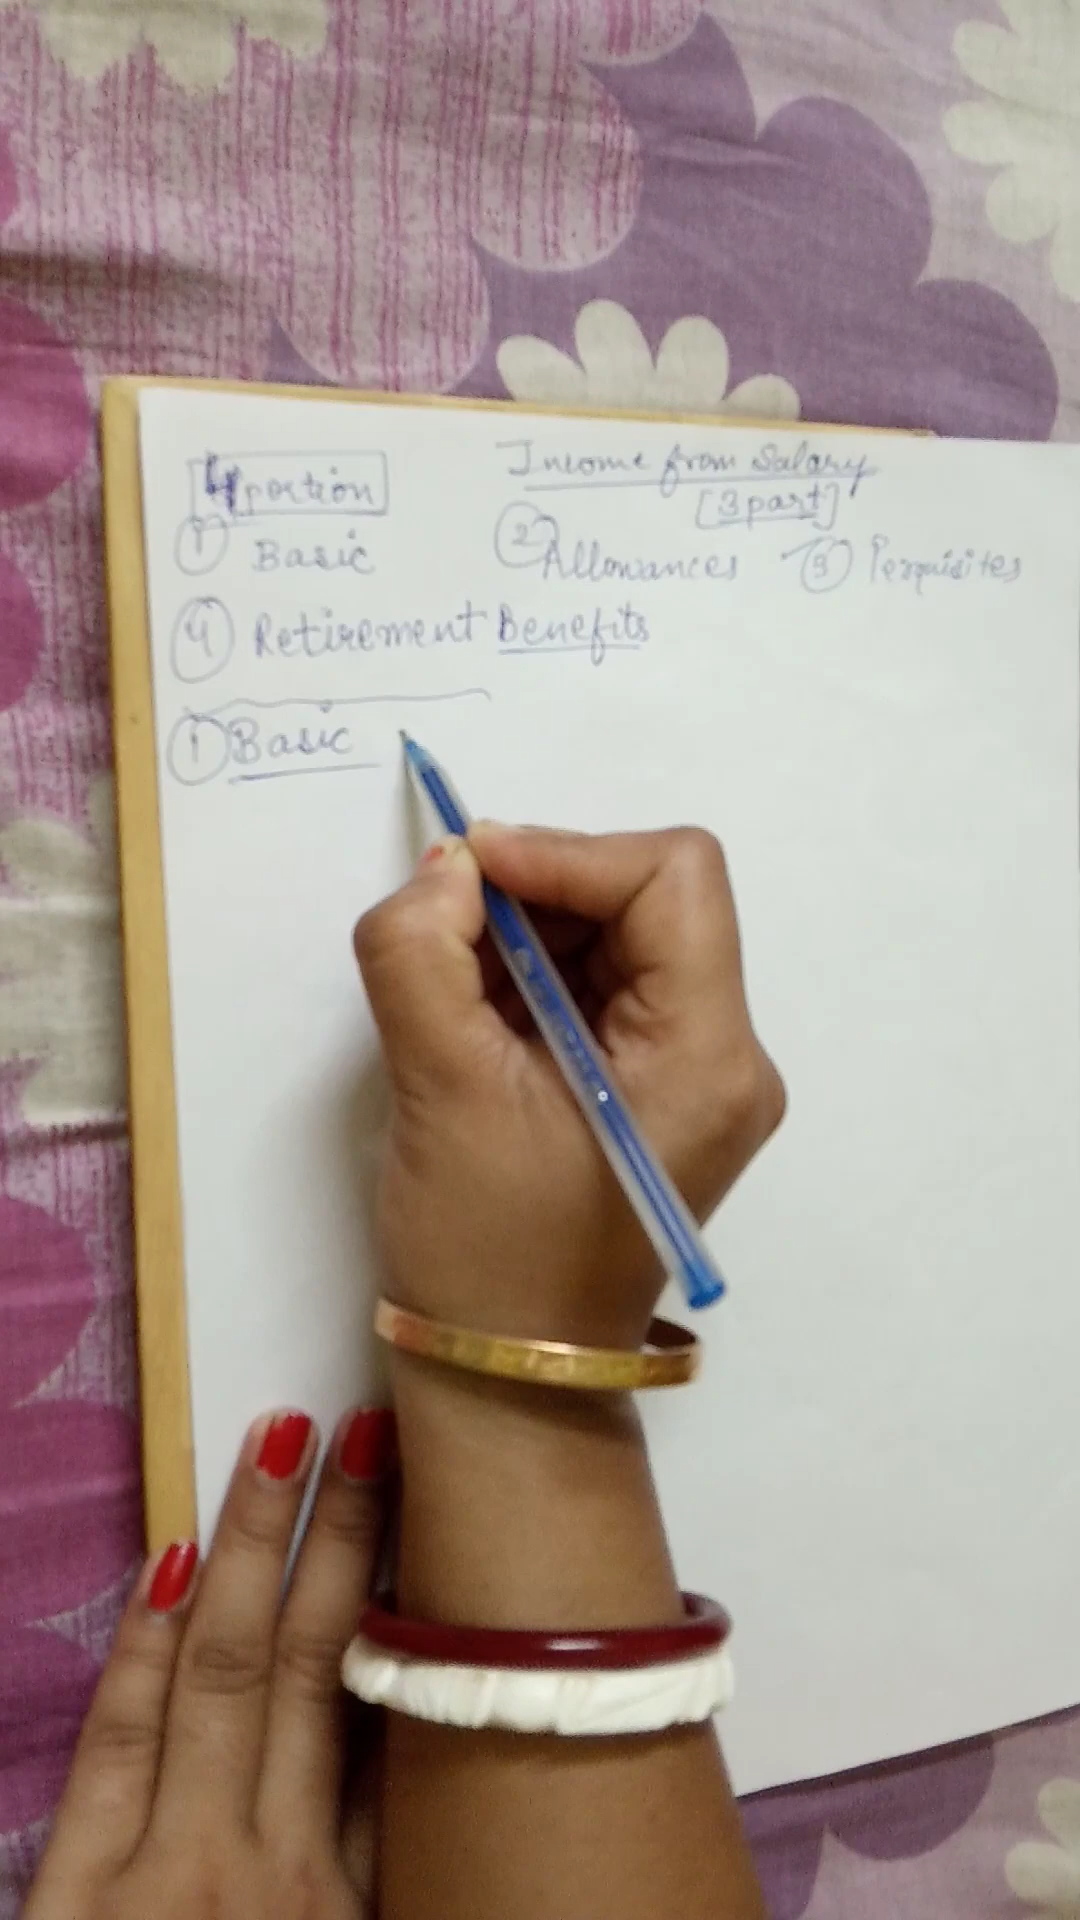 Income from Salary
4 portion [3 part]
① Basic ② Allowances ③ Perquisites
④ Retirement Benefits
① Basic